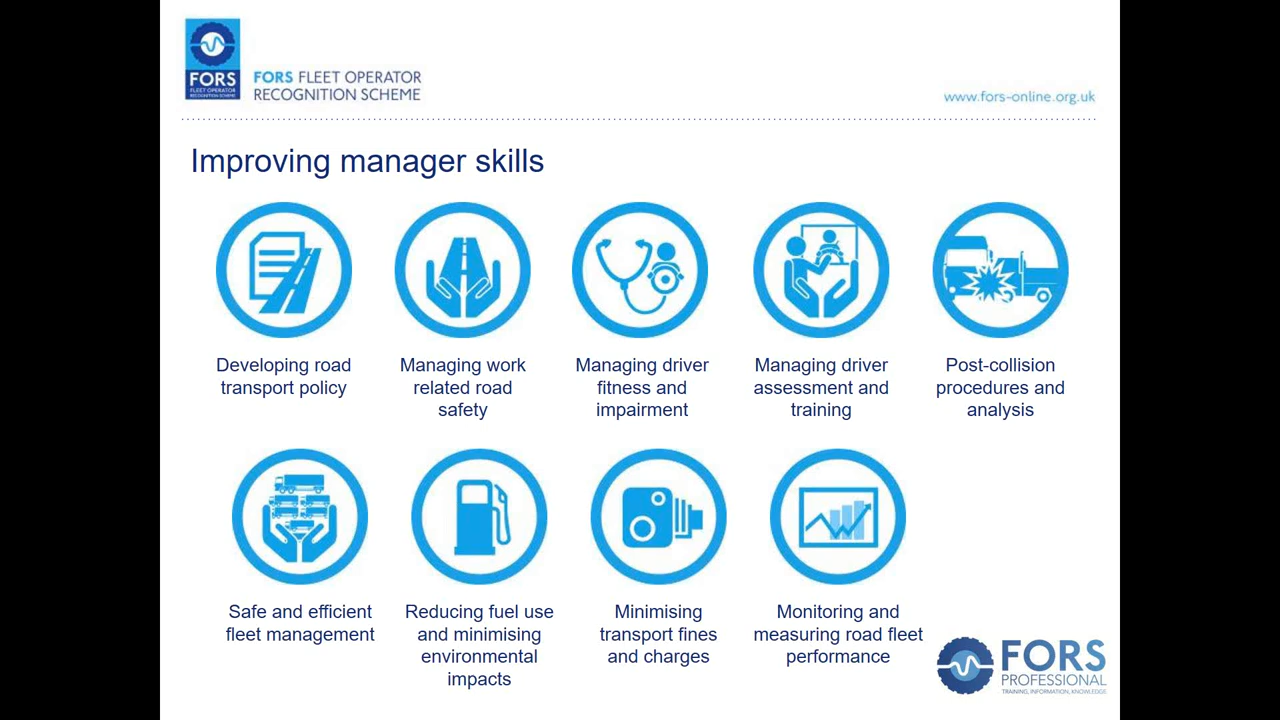 FORS
FLEET OPERATOR
RECOGNITION SCHEME
FORS FLEET OPERATOR
RECOGNITION SCHEME
www.fors-online.org.uk
Improving manager skills
Developing road
transport policy
Managing work
related road
safety
Managing driver
fitness and
impairment
Managing driver
assessment and
training
Post-collision
procedures and
analysis
Safe and efficient
fleet management
Reducing fuel use
and minimising
environmental
impacts
Minimising
transport fines
and charges
Monitoring and
measuring road fleet
performance
FORS
PROFESSIONAL
TRAINING, INFORMATION, KNOWLEDGE